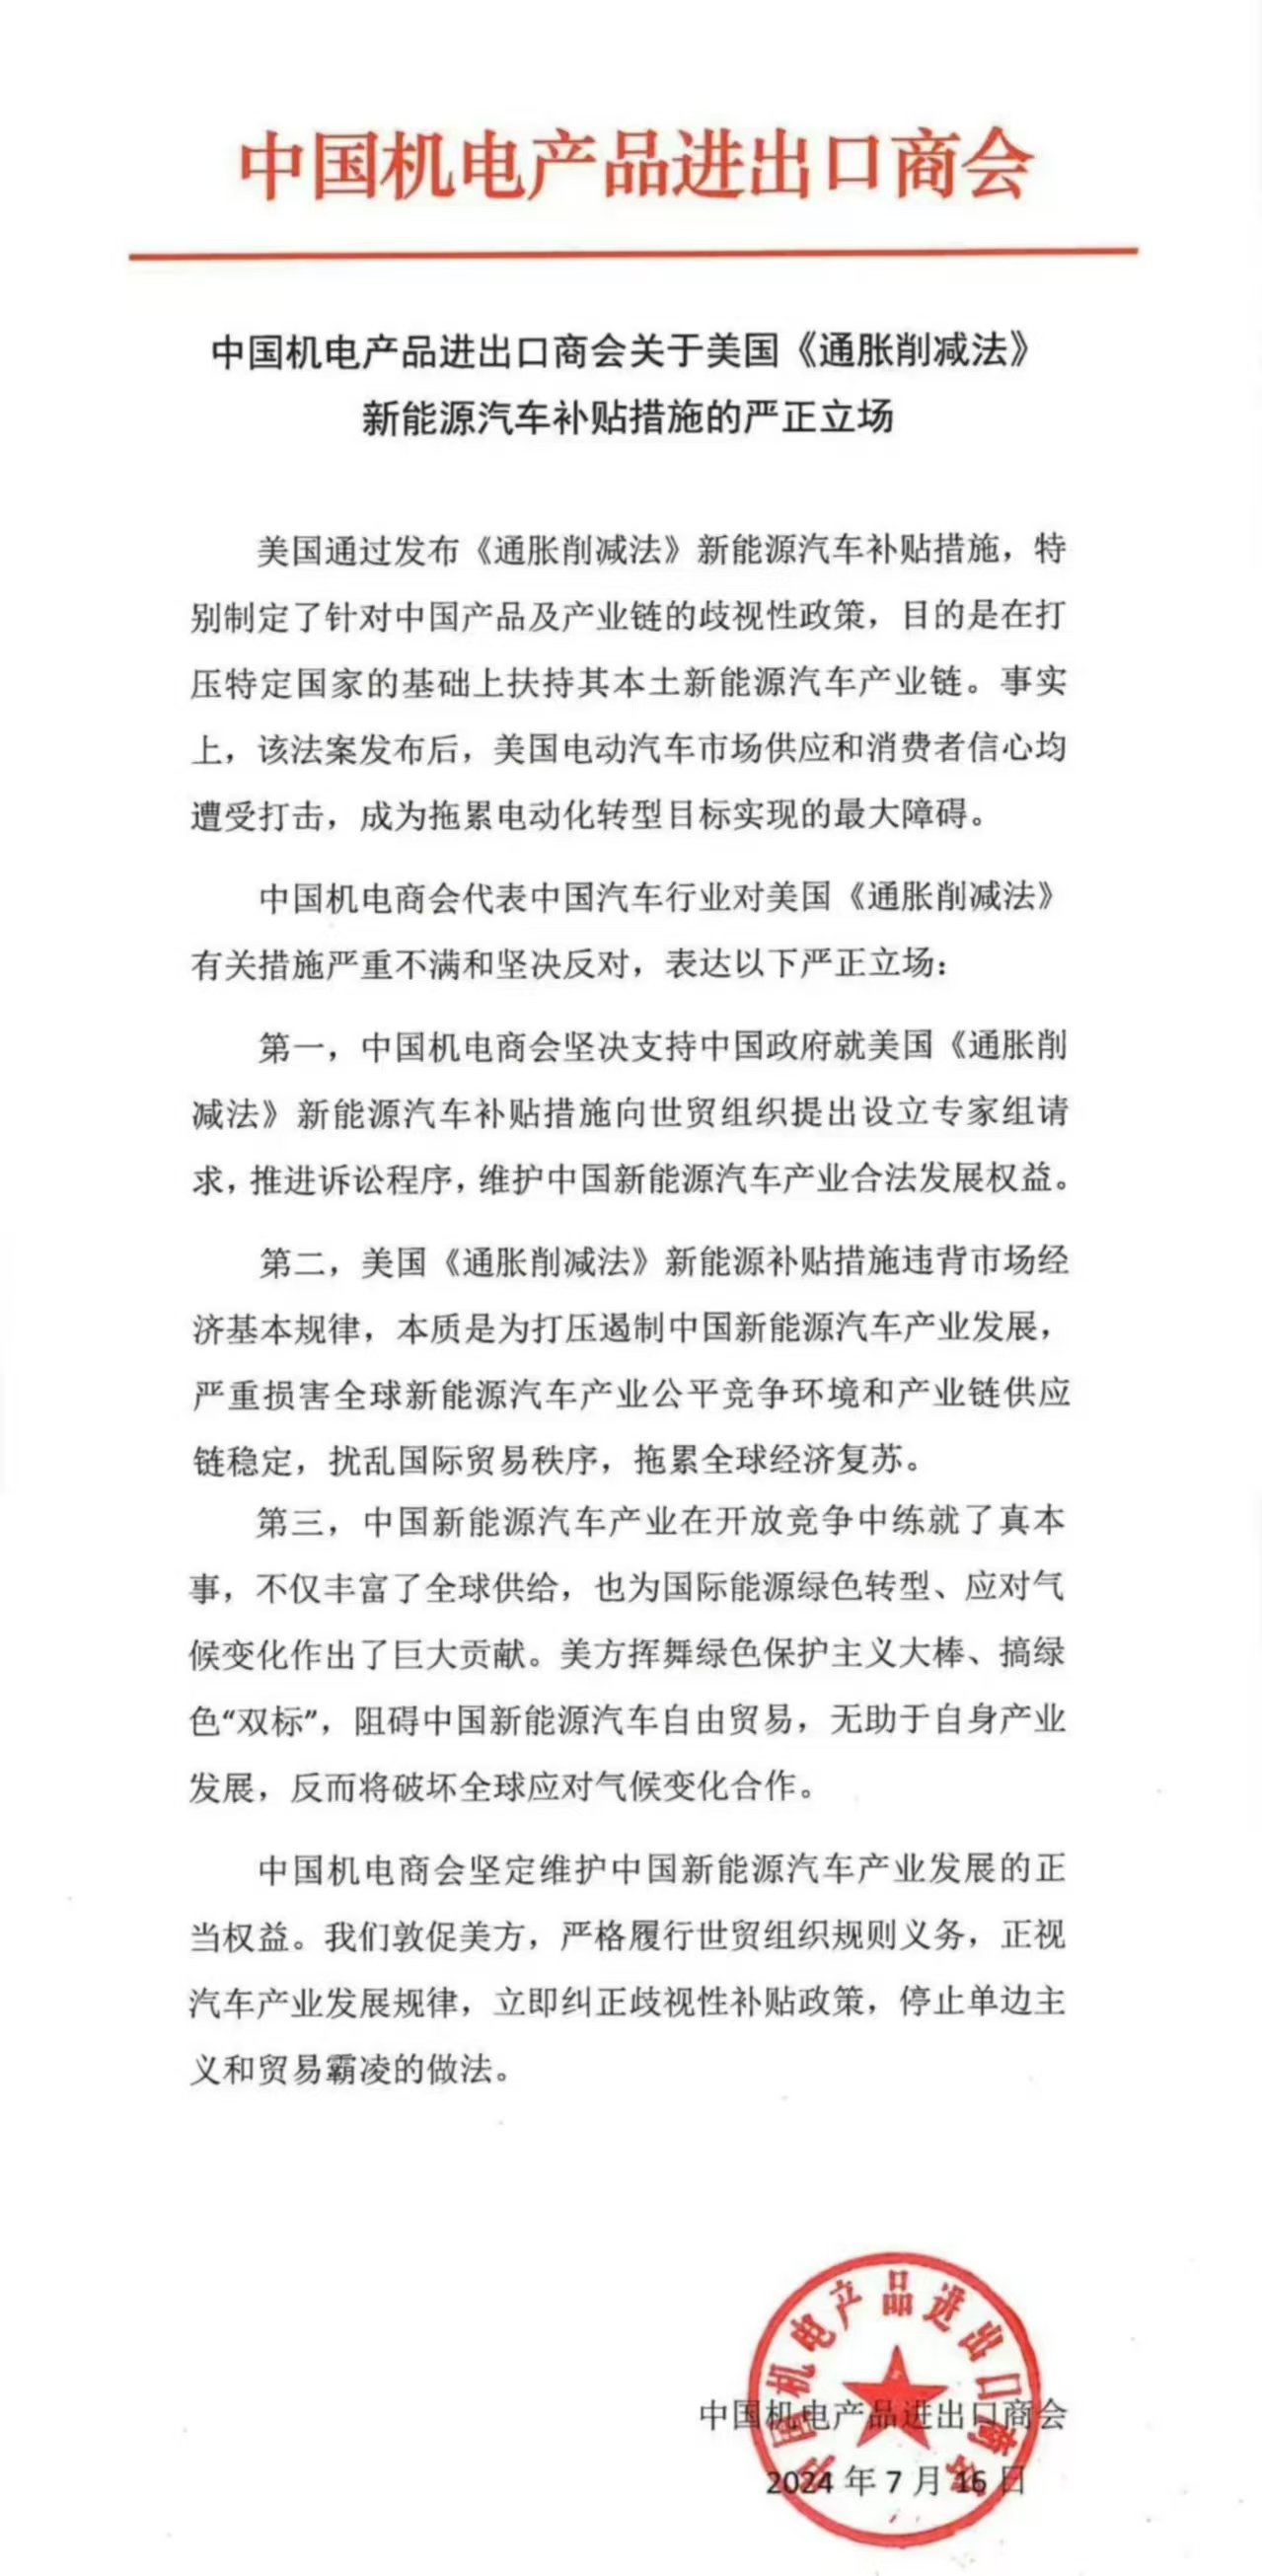 中国机电产品进出口商会
中国机电产品进出口商会关于美国《通胀削减法》
新能源汽车补贴措施的严正立场
美国通过发布《通胀削减法》新能源汽车补贴措施，特
别制定了针对中国产品及产业链的歧视性政策，目的是在打
压特定国家的基础上扶持其本土新能源汽车产业链。事实
上，该法案发布后，美国电动汽车市场供应和消费者信心均
遭受打击，成为拖累电动化转型目标实现的最大障碍。
中国机电商会代表中国汽车行业对美国《通胀削减法》
有关措施严重不满和坚决反对，表达以下严正立场：
第一，中国机电商会坚决支持中国政府就美国《通胀削
减法》新能源汽车补贴措施向世贸组织提出设立专家组请
求，推进诉讼程序，维护中国新能源汽车产业合法发展权益。
第二，美国《通胀削减法》新能源补贴措施违背市场经
济基本规律，本质是为打压遏制中国新能源汽车产业发展，
严重损害全球新能源汽车产业公平竞争环境和产业链供应
链稳定，扰乱国际贸易秩序，拖累全球经济复苏。
第三，中国新能源汽车产业在开放竞争中练就了真本
事，不仅丰富了全球供给，也为国际能源绿色转型、应对气
候变化作出了巨大贡献。美方挥舞绿色保护主义大棒、搞绿
色“双标”，阻碍中国新能源汽车自由贸易，无助于自身产业
发展，反而将破坏全球应对气候变化合作。
中国机电商会坚定维护中国新能源汽车产业发展的正
当权益。我们敦促美方，严格履行世贸组织规则义务，正视
汽车产业发展规律，立即纠正歧视性补贴政策，停止单边主
义和贸易霸凌的做法。
中国机电产品进出口商会
中国机电产品进出口商会
2024 年 7 月 16 日